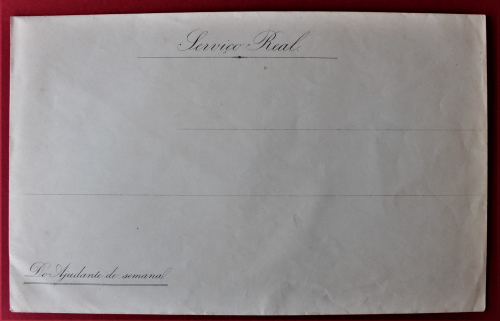 Serviço Real
Do Ajudante de semana